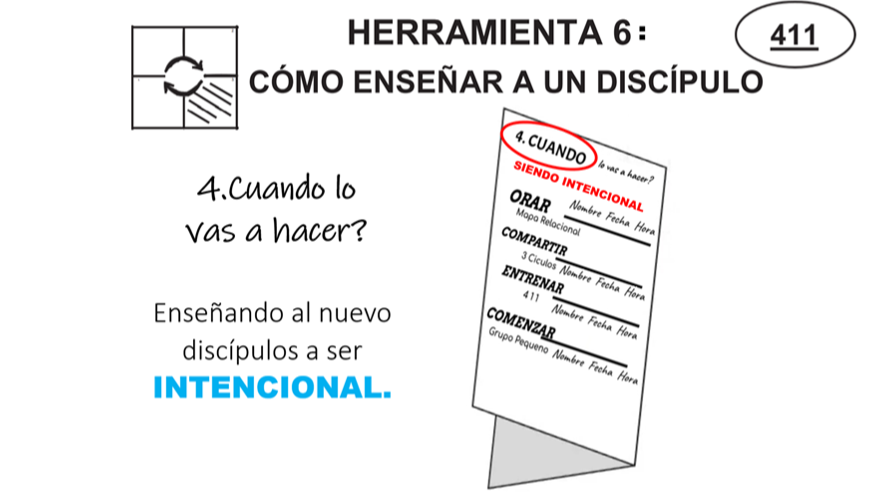 HERRAMIENTA 6:
411
CÓMO ENSEÑAR A UN DISCÍPULO
4.Cuando lo
vas a hacer?
Enseñando al nuevo
discípulos a ser
INTENCIONAL.
4. CUANDO lo vas a hacer?
SIENDO INTENCIONAL
ORAR Nombre Fecha Hora
Mapa Relacional
COMPARTIR
3 Ciculos Nombre Fecha Hora
ENTRENAR
411 Nombre Fecha Hora
COMENZAR
Grupo Pequeno Nombre Fecha Hora